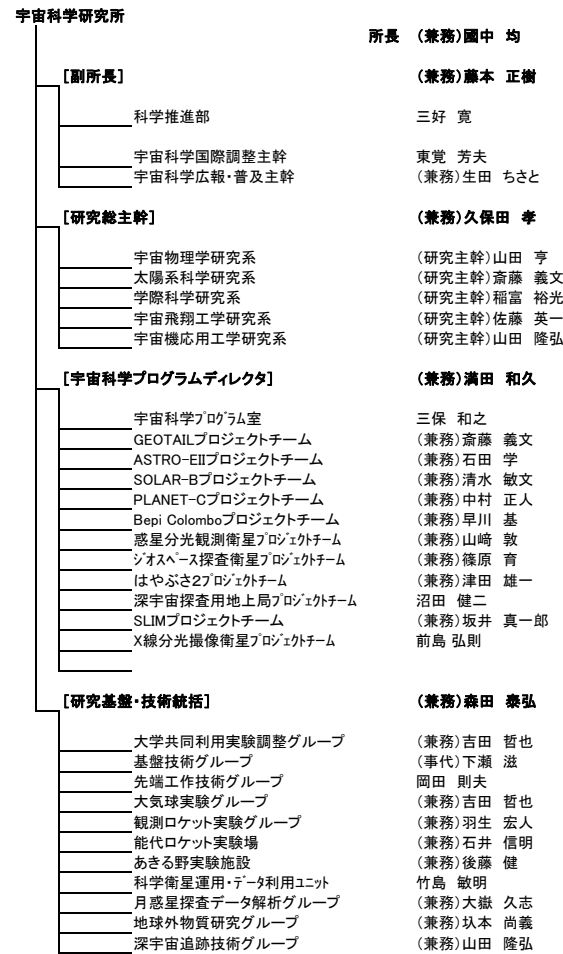 宇宙科学研究所
所長 (兼務)國中 均
[副所長] (兼務)藤本 正樹
科学推進部 三好 寛
宇宙科学国際調整主幹 東覚 芳夫
宇宙科学広報・普及主幹 (兼務)生田 ちさと
[研究総主幹] (兼務)久保田 孝
宇宙物理学研究系 (研究主幹)山田 亨
太陽系科学研究系 (研究主幹)斎藤 義文
学際科学研究系 (研究主幹)稲富 裕光
宇宙飛翔工学研究系 (研究主幹)佐藤 英一
宇宙機応用工学研究系 (研究主幹)山田 隆弘
[宇宙科学プログラムディレクタ] (兼務)満田 和久
宇宙科学プログラム室 三保 和之
GEOTAILプロジェクトチーム (兼務)斎藤 義文
ASTRO-EIIプロジェクトチーム (兼務)石田 学
SOLAR-Bプロジェクトチーム (兼務)清水 敏文
PLANET-Cプロジェクトチーム (兼務)中村 正人
Bepi Colomboプロジェクトチーム (兼務)早川 基
惑星分光観測衛星プロジェクトチーム (兼務)山﨑 敦
ジオスペース探査衛星プロジェクトチーム (兼務)篠原 育
はやぶさ2プロジェクトチーム (兼務)津田 雄一
深宇宙探査用地上局プロジェクトチーム 沼田 健二
SLIMプロジェクトチーム (兼務)坂井 真一郎
X線分光撮像衛星プロジェクトチーム 前島 弘則
[研究基盤・技術統括] (兼務)森田 泰弘
大学共同利用実験調整グループ (兼務)吉田 哲也
基盤技術グループ (事代)下瀬 滋
先端工作技術グループ 岡田 則夫
大気球実験グループ (兼務)吉田 哲也
観測ロケット実験グループ (兼務)羽生 宏人
能代ロケット実験場 (兼務)石井 信明
あきる野実験施設 (兼務)後藤 健
科学衛星運用・データ利用ユニット 竹島 敏明
月惑星探査データ解析グループ (兼務)大嶽 久志
地球外物質研究グループ (兼務)圦本 尚義
深宇宙追跡技術グループ (兼務)山田 隆弘